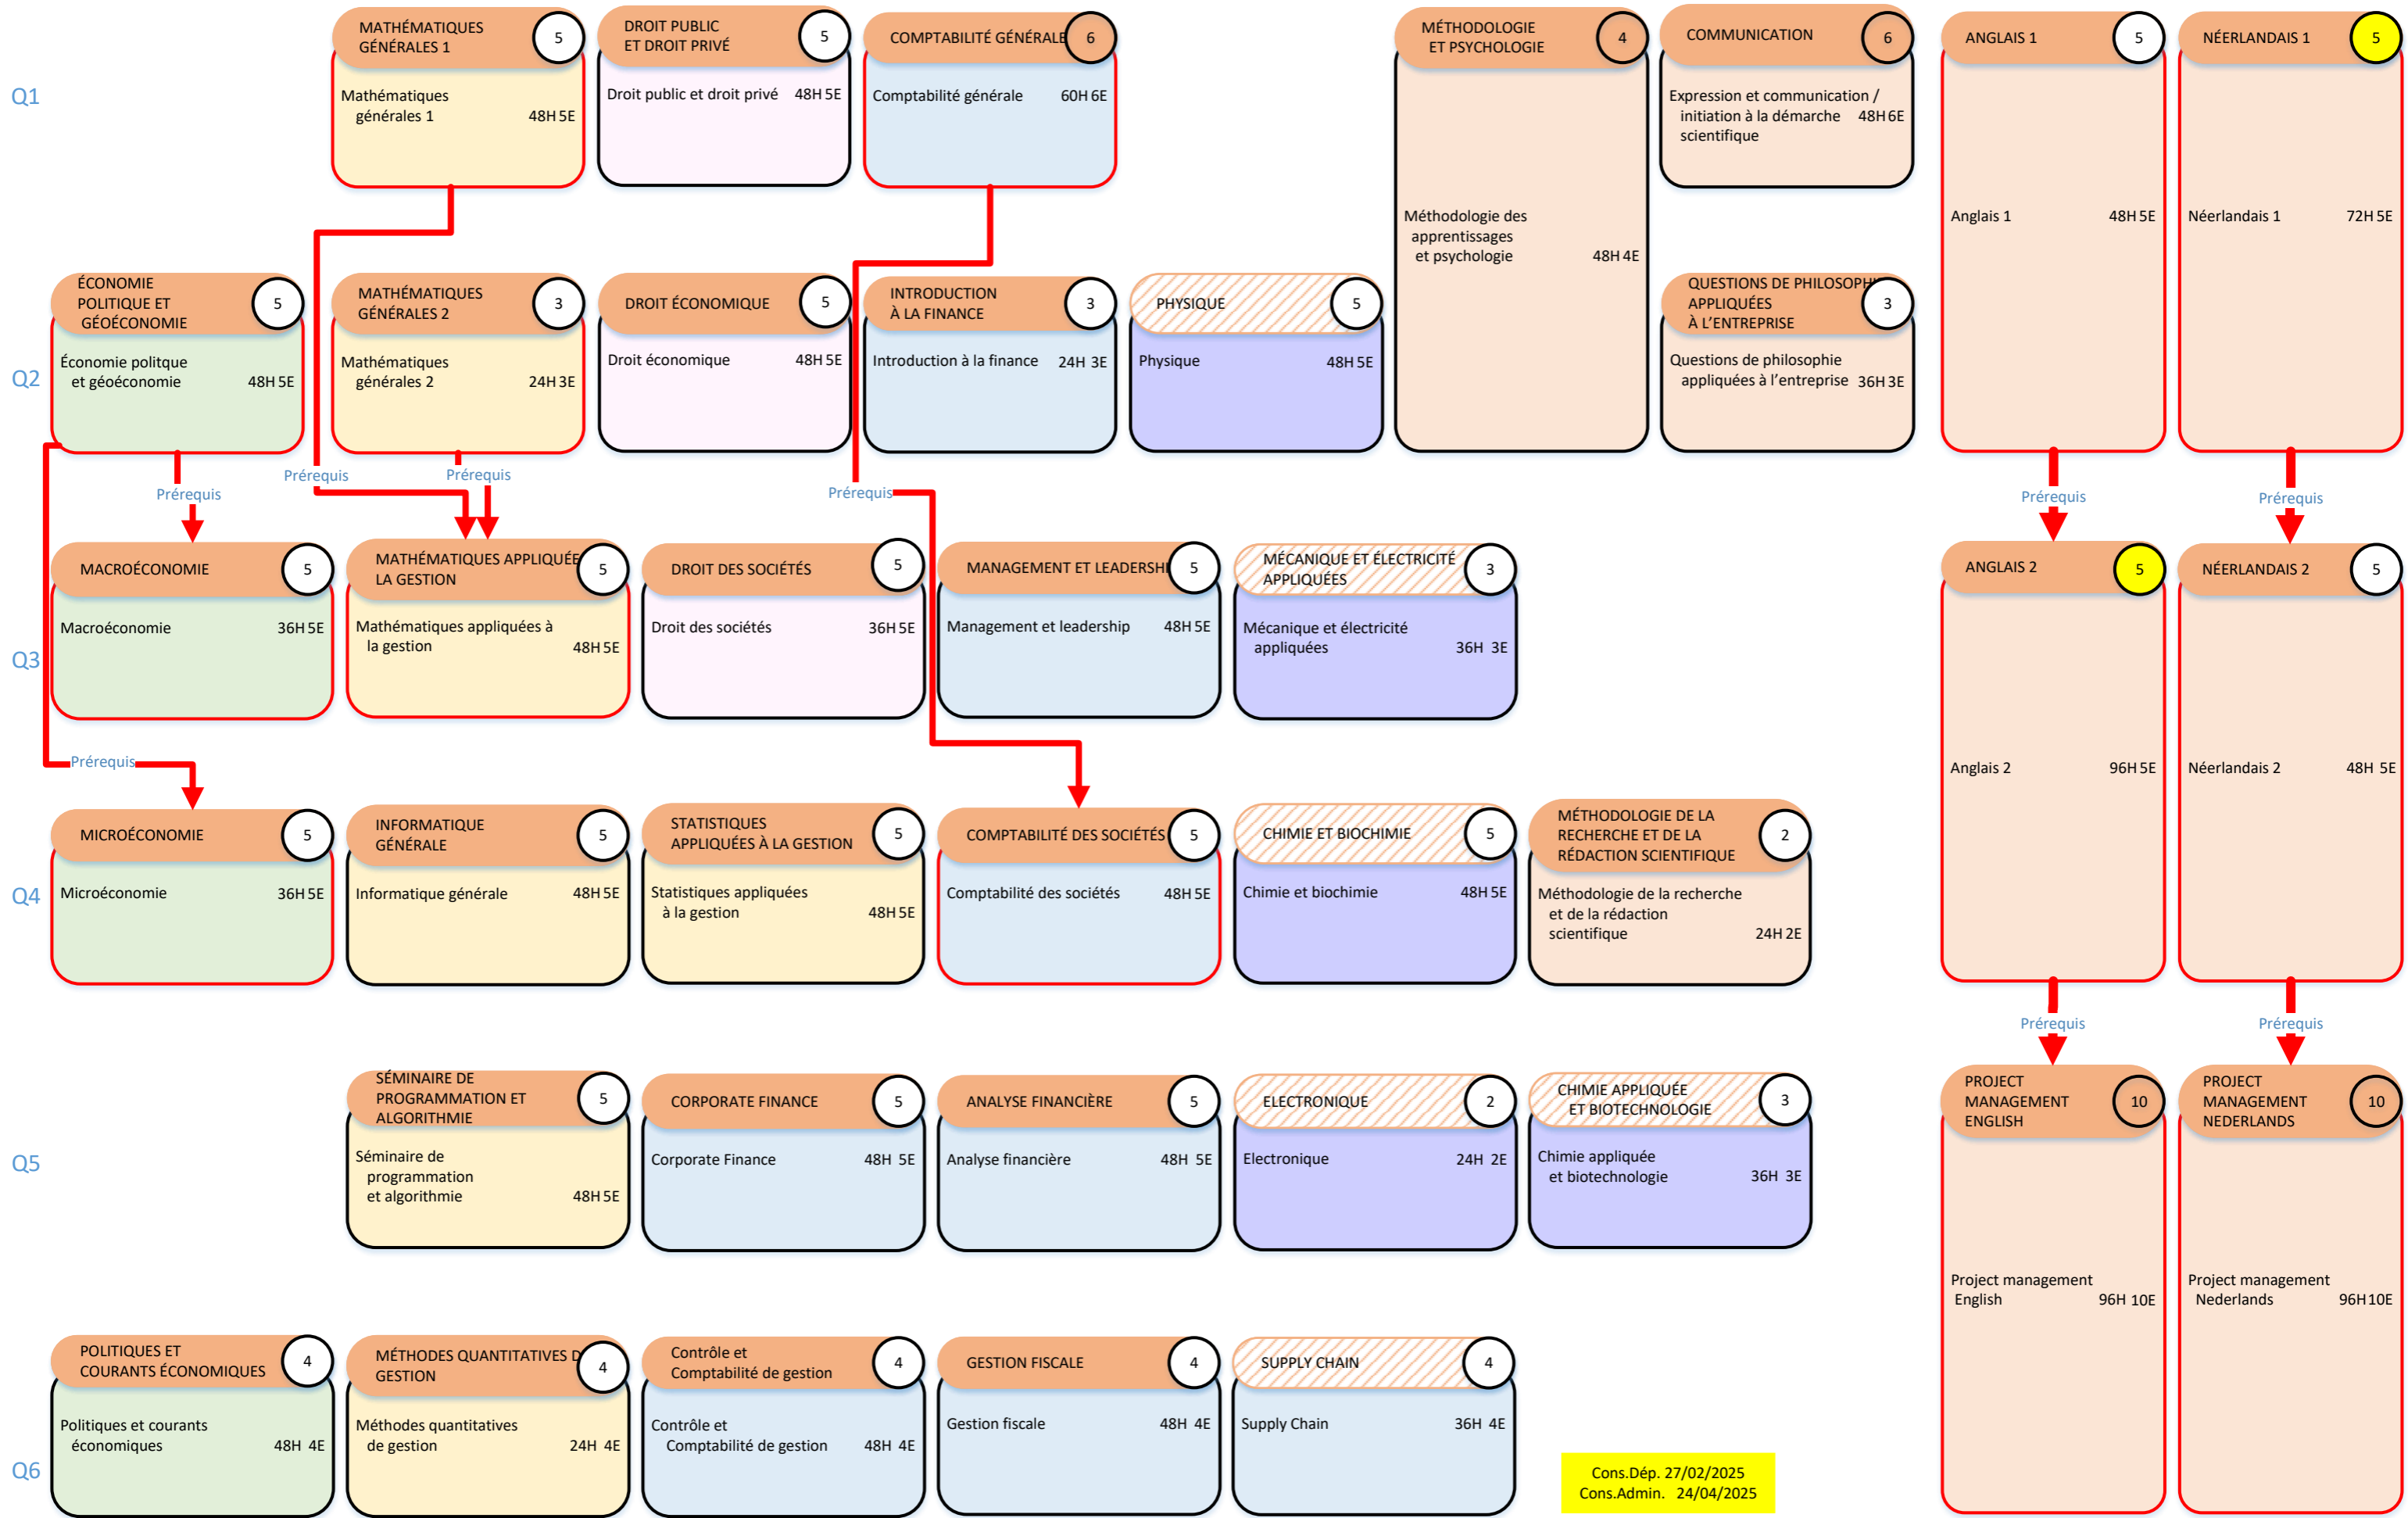 Q1
MATHÉMATIQUES
GÉNÉRALES 1
5
Mathématiques
générales 1 48H 5E
DROIT PUBLIC
ET DROIT PRIVÉ
5
Droit public et droit privé 48H 5E
COMPTABILITÉ GÉNÉRALE
6
Comptabilité générale 60H 6E
MÉTHODOLOGIE
ET PSYCHOLOGIE
4
Méthodologie des
apprentissages
et psychologie 48H 4E
COMMUNICATION
6
Expression et communication /
initiation à la démarche 48H 6E
scientifique
ANGLAIS 1
5
Anglais 1 48H 5E
NÉERLANDAIS 1
5
Néerlandais 1 72H 5E
Q2
ÉCONOMIE
POLITIQUE ET
GÉOÉCONOMIE
5
Économie politque
et géoéconomie 48H 5E
MATHÉMATIQUES
GÉNÉRALES 2
3
Mathématiques
générales 2 24H 3E
DROIT ÉCONOMIQUE
5
Droit économique 48H 5E
INTRODUCTION
À LA FINANCE
3
Introduction à la finance 24H 3E
PHYSIQUE
5
Physique 48H 5E
QUESTIONS DE PHILOSOPH
APPLIQUÉES
À L’ENTREPRISE
3
Questions de philosophie
appliquées à l’entreprise 36H 3E
Prérequis
Prérequis
Prérequis
Prérequis
Prérequis
Prérequis
Q3
MACROÉCONOMIE
5
Macroéconomie 36H 5E
MATHÉMATIQUES APPLIQUÉE
LA GESTION
5
Mathématiques appliquées à
la gestion 48H 5E
DROIT DES SOCIÉTÉS
5
Droit des sociétés 36H 5E
MANAGEMENT ET LEADERSHI
5
Management et leadership 48H 5E
MÉCANIQUE ET ÉLECTRICITÉ
APPLIQUÉES
3
Mécanique et électricité
appliquées 36H 3E
ANGLAIS 2
5
Anglais 2 96H 5E
NÉERLANDAIS 2
5
Néerlandais 2 48H 5E
Prérequis
Q4
MICROÉCONOMIE
5
Microéconomie 36H 5E
INFORMATIQUE
GÉNÉRALE
5
Informatique générale 48H 5E
STATISTIQUES
APPLIQUÉES À LA GESTION
5
Statistiques appliquées
à la gestion 48H 5E
COMPTABILITÉ DES SOCIÉTÉS
5
Comptabilité des sociétés 48H 5E
CHIMIE ET BIOCHIMIE
5
Chimie et biochimie 48H 5E
MÉTHODOLOGIE DE LA
RECHERCHE ET DE LA
RÉDACTION SCIENTIFIQUE
2
Méthodologie de la recherche
et de la rédaction
scientifique 24H 2E
Prérequis
Prérequis
Q5
SÉMINAIRE DE
PROGRAMMATION ET
ALGORITHMIE
5
Séminaire de
programmation
et algorithmie 48H 5E
CORPORATE FINANCE
5
Corporate Finance 48H 5E
ANALYSE FINANCIÈRE
5
Analyse financière 48H 5E
ELECTRONIQUE
2
Electronique 24H 2E
CHIMIE APPLIQUÉE
ET BIOTECHNOLOGIE
3
Chimie appliquée
et biotechnologie 36H 3E
PROJECT
MANAGEMENT
ENGLISH
10
Project management
English 96H 10E
PROJECT
MANAGEMENT
NEDERLANDS
10
Project management
Nederlands 96H 10E
Q6
POLITIQUES ET
COURANTS ÉCONOMIQUES
4
Politiques et courants
économiques 48H 4E
MÉTHODES QUANTITATIVES D
GESTION
4
Méthodes quantitatives
de gestion 24H 4E
Contrôle et
Comptabilité de gestion
4
Contrôle et
Comptabilité de gestion 48H 4E
GESTION FISCALE
4
Gestion fiscale 48H 4E
SUPPLY CHAIN
4
Supply Chain 36H 4E
Cons.Dép. 27/02/2025
Cons.Admin. 24/04/2025